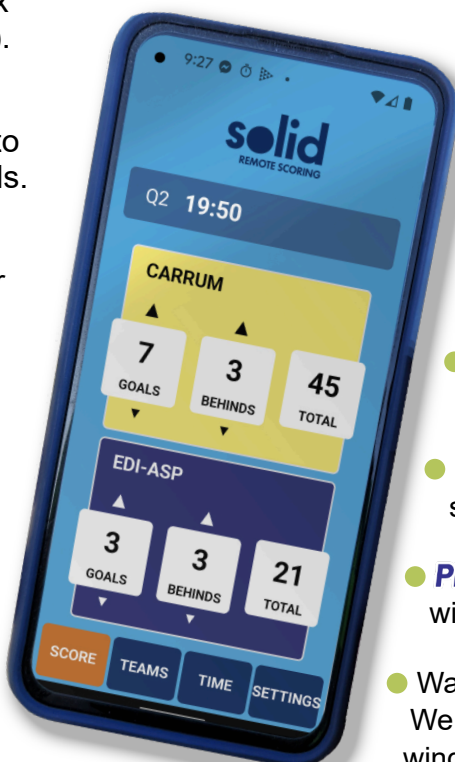 9:27
solid
REMOTE SCORING
Q2 19:50
CARRUM
7
GOALS
3
BEHINDS
45
TOTAL
EDI-ASP
3
GOALS
3
BEHINDS
21
TOTAL
SCORE
TEAMS
TIME
SETTINGS